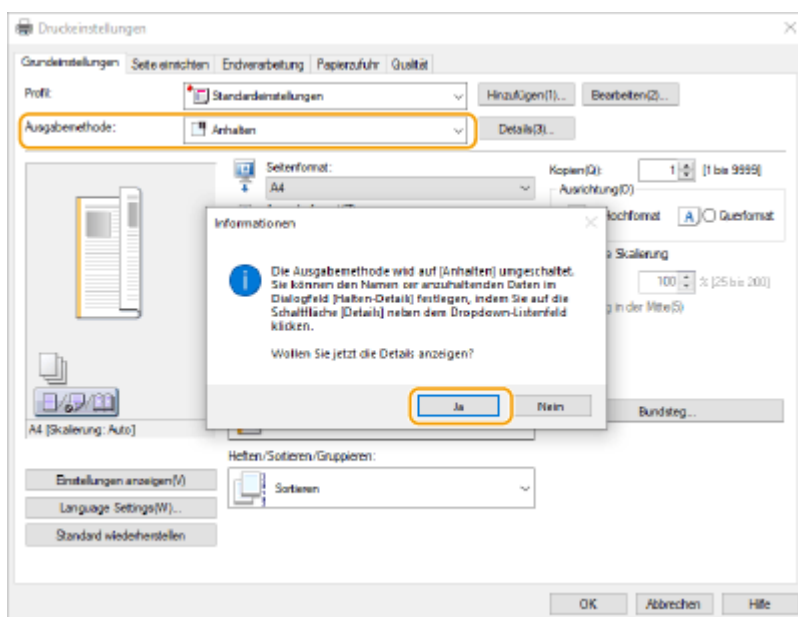 Druckeinstellungen
Grundeinstellungen Seite einrichten Endverarbeitung Papierzufuhr Qualität
Profil: Standardeinstellungen Hinzufügen(1)... Bearbeiten(2)...
Ausgabemethode: Anhalten Details(3)...
Seitenformat: Kopien(Q): 1 [1 bis 9999]
A4 Ausrichtung(O)
Informationen ochformat A Querformat
Skalierung
Die Ausgabemethode wird auf [Anhalten] umgeschaltet.
Sie können den Namen der anzuhaltenden Daten im 100 % [25 bis 200]
Dialogfeld [Halten-Detail] festlegen, indem Sie auf die
Schaltfläche [Details] neben dem Dropdown-Listenfeld in der Mitte(S)
klicken.
Wollen Sie jetzt die Details anzeigen?
Ja Nein Bundsteg...
A4 [Skalierung: Auto]
Heften/Sortieren/Gruppieren:
Einstellungen anzeigen(V) Sortieren
Language Settings(W)...
Standard wiederherstellen
OK Abbrechen Hilfe